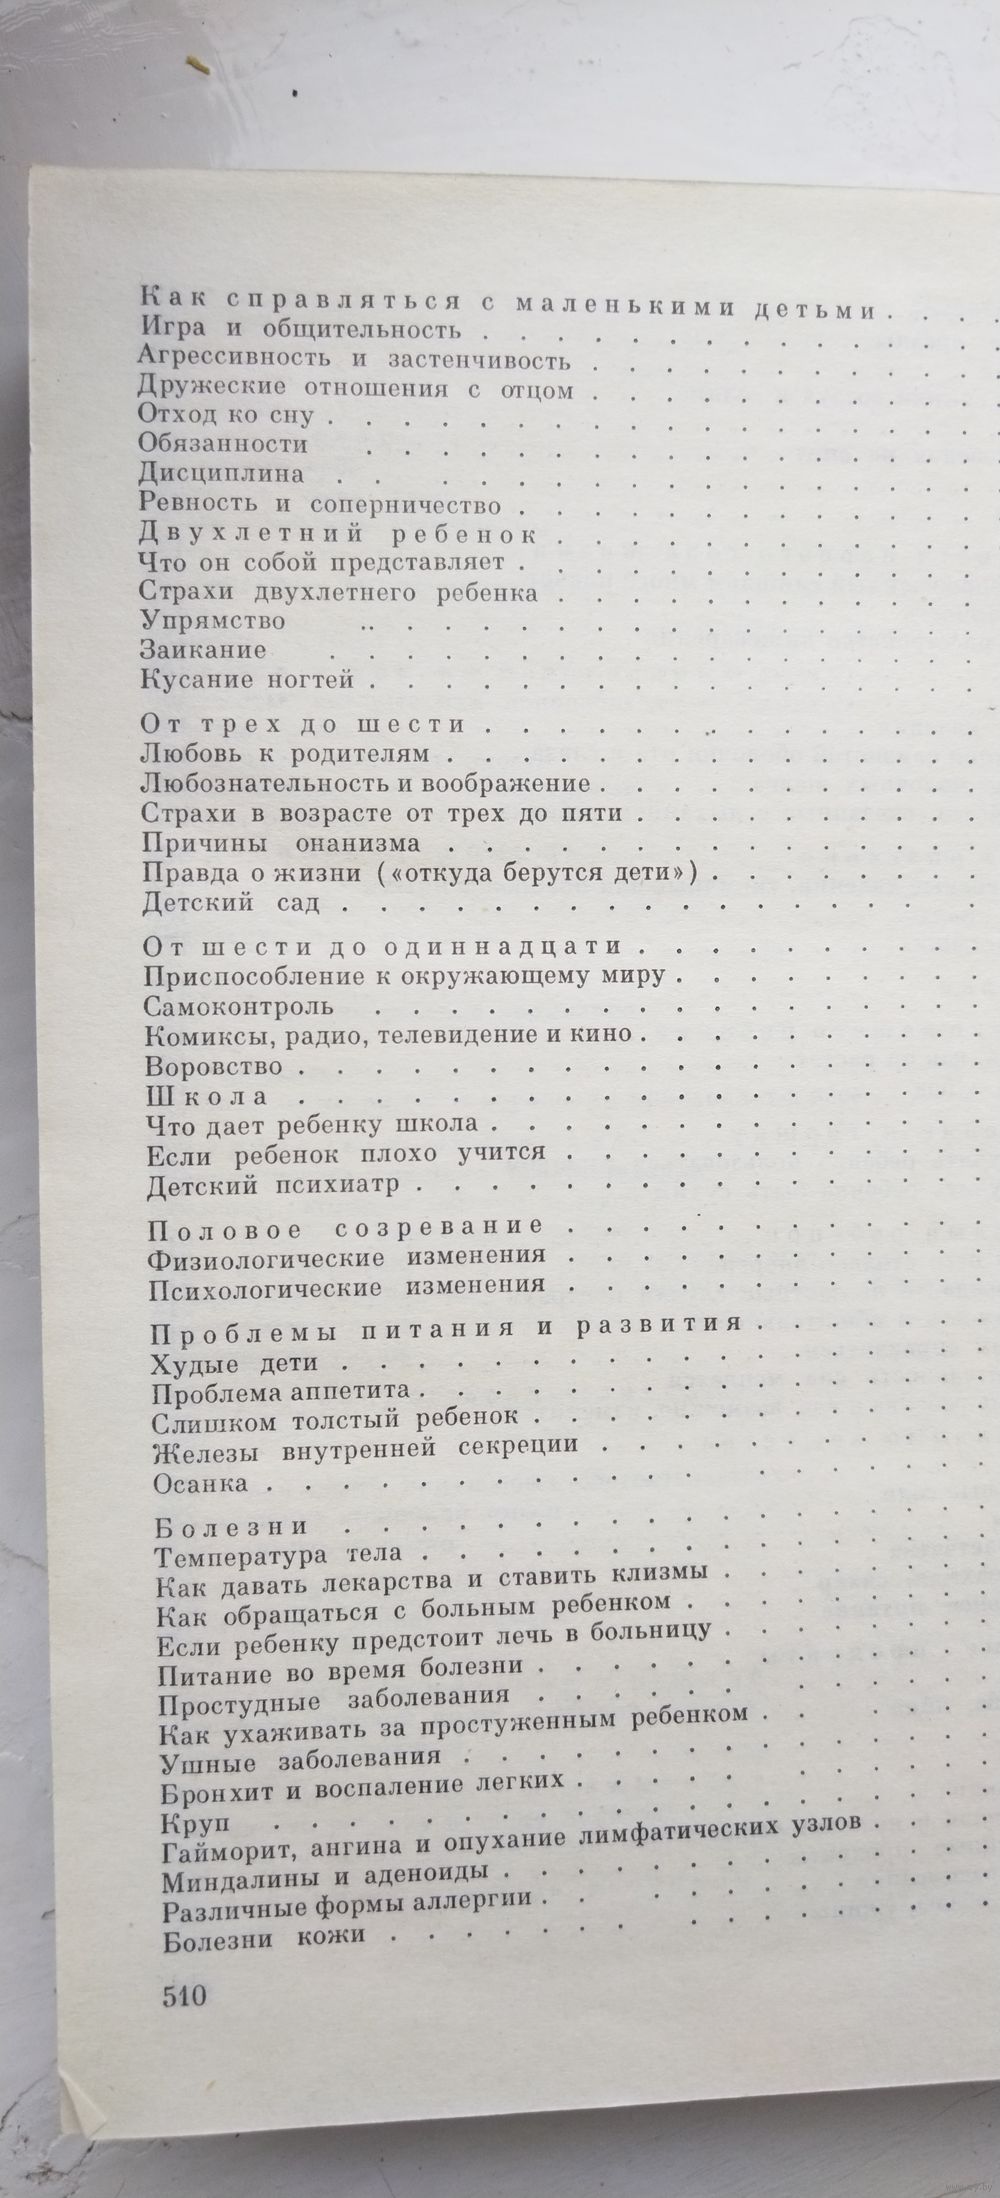 Как справляться с маленькими детьми . . . .
Игра и общительность . . . . . . . . . . . . . .
Агрессивность и застенчивость . . . . . . . . . . .
Дружеские отношения с отцом . . . . . . . . . . .
Отход ко сну . . . . . . . . . . . . . . . . . .
Обязанности . . . . . . . . . . . . . . . . .
Дисциплина . . . . . . . . . . . . . . . . .
Ревность и соперничество . . . . . . . . . . . . .
Двухлетний ребенок . . . . . . . . . . . .
Что он собой представляет . . . . . . . . . . . . .
Страхи двухлетнего ребенка . . . . . . . . . . . .
Упрямство . . . . . . . . . . . . . . . . .
Заикание . . . . . . . . . . . . . . . . . .
Кусание ногтей . . . . . . . . . . . . . . . . .
От трех до шести . . . . . . . . . . . . . .
Любовь к родителям . . . . . . . . . . . . . . .
Любознательность и воображение . . . . . . . . . . .
Страхи в возрасте от трех до пяти . . . . . . . . . .
Причины онанизма . . . . . . . . . . . . . . .
Правда о жизни («откуда берутся дети») . . . . . . . .
Детский сад . . . . . . . . . . . . . . . . .
От шести до одиннадцати . . . . . . . . . .
Приспособление к окружающему миру . . . . . . . . .
Самоконтроль . . . . . . . . . . . . . . . . .
Комиксы, радио, телевидение и кино . . . . . . . . . .
Воровство . . . . . . . . . . . . . . . . . . .
Школа . . . . . . . . . . . . . . . . . . .
Что дает ребенку школа . . . . . . . . . . . . . .
Если ребенок плохо учится . . . . . . . . . . . .
Детский психиатр . . . . . . . . . . . . . . . .
Половое созревание . . . . . . . . . . . .
Физиологические изменения . . . . . . . . . . . .
Психологические изменения . . . . . . . . . . . .
Проблемы питания и развития . . . . . . .
Худые дети . . . . . . . . . . . . . . . . . .
Проблема аппетита . . . . . . . . . . . . . . . .
Слишком толстый ребенок . . . . . . . . . . . . .
Железы внутренней секреции . . . . . . . . . . .
Осанка . . . . . . . . . . . . . . . . . . .
Болезни . . . . . . . . . . . . . . . . . .
Температура тела . . . . . . . . . . . . . . . .
Как давать лекарства и ставить клизмы . . . . . . . .
Как обращаться с больным ребенком . . . . . . . . .
Если ребенку предстоит лечь в больницу . . . . . . . .
Питание во время болезни . . . . . . . . . . . . .
Простудные заболевания . . . . . . . . . . . .
Как ухаживать за простуженным ребенком . . . . . . .
Ушные заболевания . . . . . . . . . . . . . . .
Бронхит и воспаление легких . . . . . . . . . . .
Круп . . . . . . . . . . . . . . . . . . . .
Гайморит, ангина и опухание лимфатических узлов . . . .
Миндалины и аденоиды . . . . . . . . . . . . . .
Различные формы аллергии . . . . . . . . . . . .
Болезни кожи . . . . . . . . . . . . . . . .
510